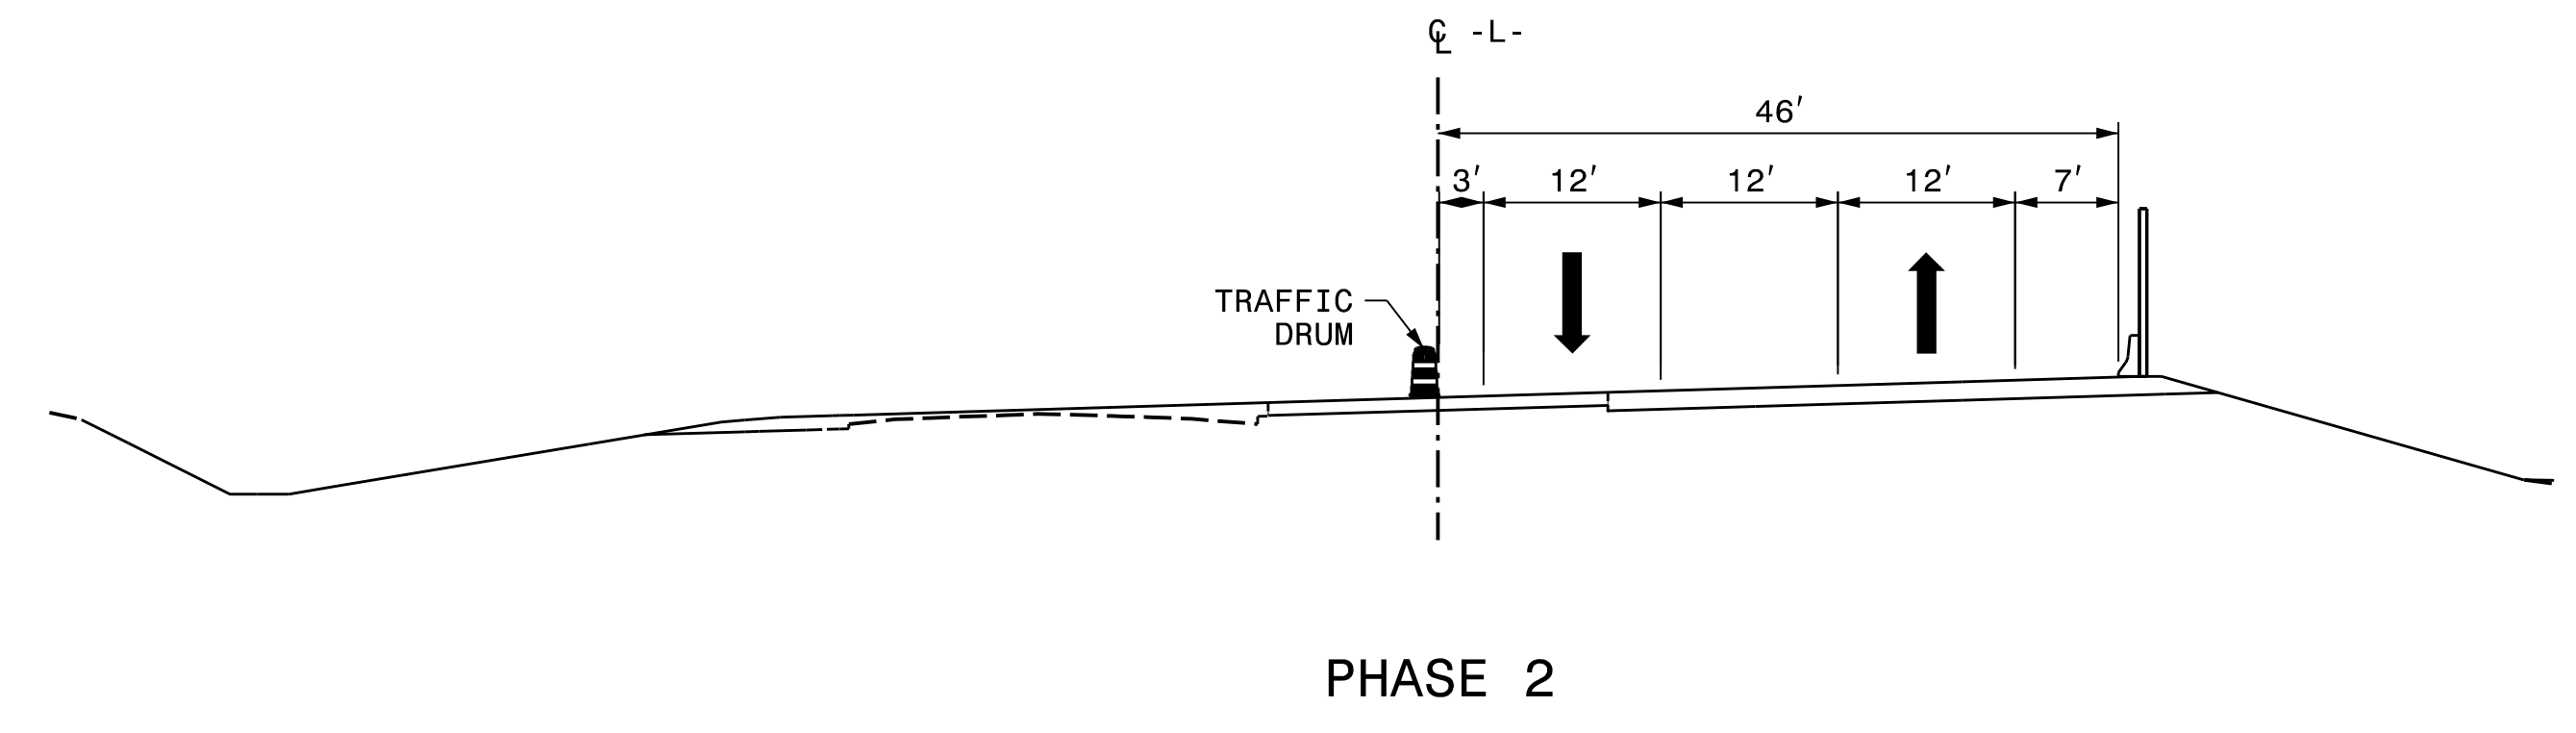 ℄ -L-
46'
3' 12' 12' 12' 7'
TRAFFIC
DRUM
PHASE 2